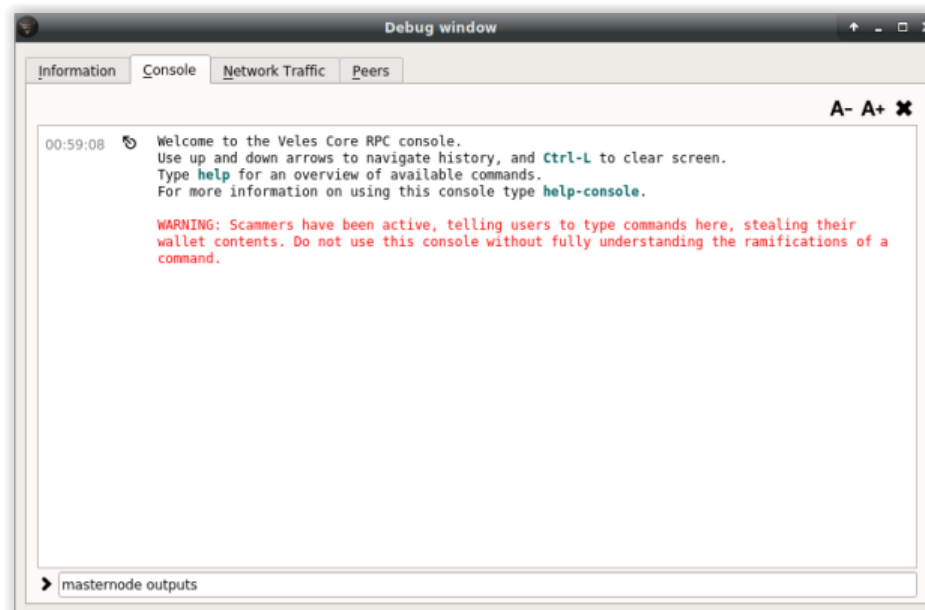 Debug window
Information Console Network Traffic Peers
A- A+
00:59:08 Welcome to the Veles Core RPC console.
Use up and down arrows to navigate history, and Ctrl-L to clear screen.
Type help for an overview of available commands.
For more information on using this console type help-console.
WARNING: Scammers have been active, telling users to type commands here, stealing their
wallet contents. Do not use this console without fully understanding the ramifications of a
command.
masternode outputs